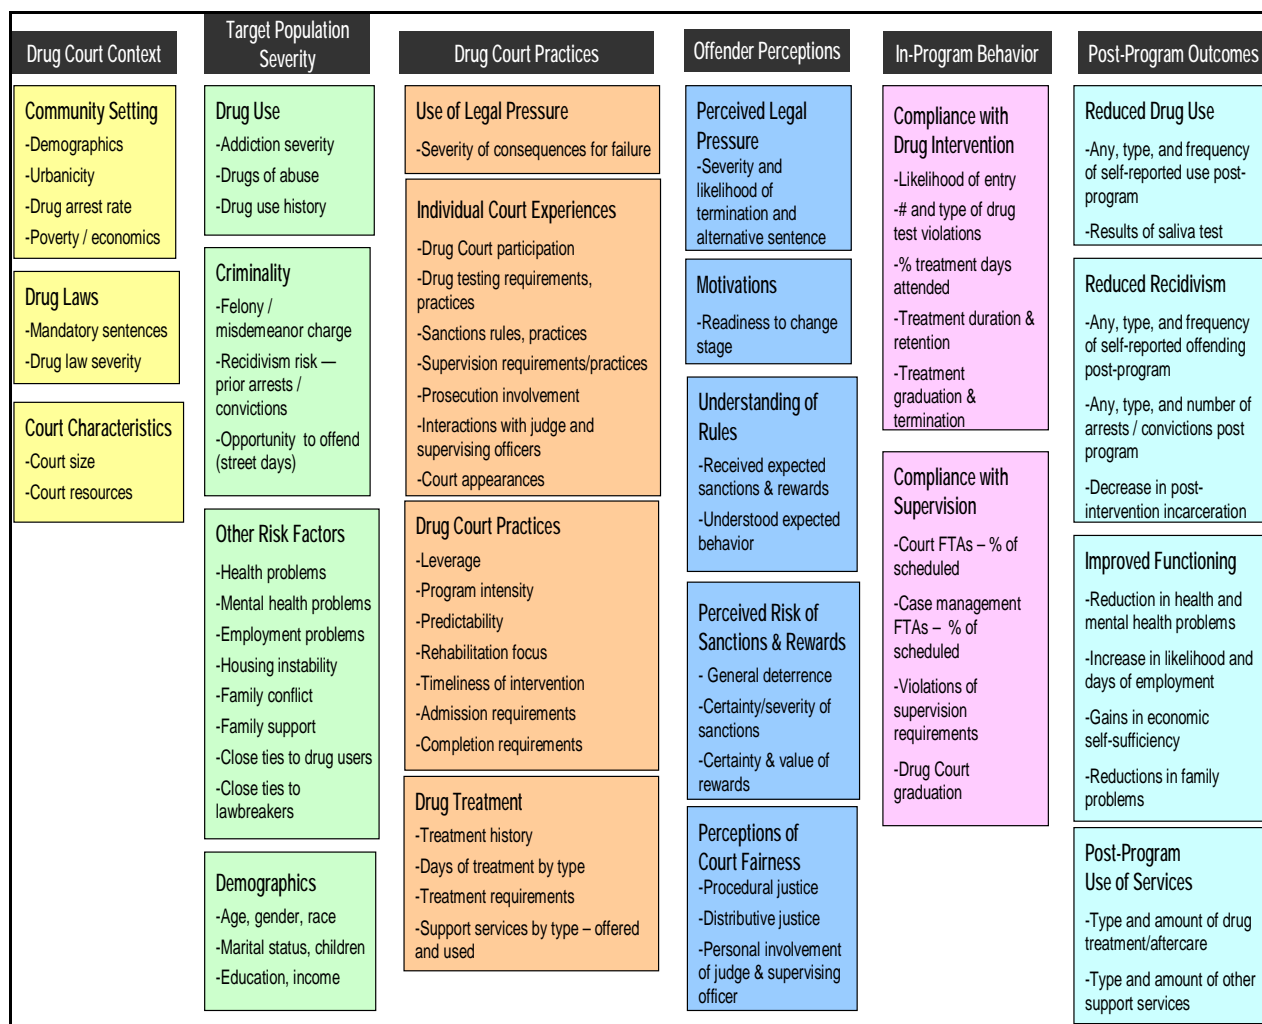 Drug Court Context
Community Setting
-Demographics
-Urbanicity
-Drug arrest rate
-Poverty / economics
Drug Laws
-Mandatory sentences
-Drug law severity
Court Characteristics
-Court size
-Court resources
Target Population
Severity
Drug Use
-Addiction severity
-Drugs of abuse
-Drug use history
Criminality
-Felony /
misdemeanor charge
-Recidivism risk —
prior arrests /
convictions
-Opportunity to offend
(street days)
Other Risk Factors
-Health problems
-Mental health problems
-Employment problems
-Housing instability
-Family conflict
-Family support
-Close ties to drug users
-Close ties to
lawbreakers
Demographics
-Age, gender, race
-Marital status, children
-Education, income
Drug Court Practices
Use of Legal Pressure
-Severity of consequences for failure
Individual Court Experiences
-Drug Court participation
-Drug testing requirements,
practices
-Sanctions rules, practices
-Supervision requirements/practices
-Prosecution involvement
-Interactions with judge and
supervising officers
-Court appearances
Drug Court Practices
-Leverage
-Program intensity
-Predictability
-Rehabilitation focus
-Timeliness of intervention
-Admission requirements
-Completion requirements
Drug Treatment
-Treatment history
-Days of treatment by type
-Treatment requirements
-Support services by type – offered
and used
Offender Perceptions
Perceived Legal
Pressure
-Severity and
likelihood of
termination and
alternative sentence
Motivations
-Readiness to change
stage
Understanding of
Rules
-Received expected
sanctions & rewards
-Understood expected
behavior
Perceived Risk of
Sanctions & Rewards
- General deterrence
-Certainty/severity of
sanctions
-Certainty & value of
rewards
Perceptions of
Court Fairness
-Procedural justice
-Distributive justice
-Personal involvement
of judge & supervising
officer
In-Program Behavior
Compliance with
Drug Intervention
-Likelihood of entry
-# and type of drug
test violations
-% treatment days
attended
-Treatment duration &
retention
-Treatment
graduation &
termination
Compliance with
Supervision
-Court FTAs – % of
scheduled
-Case management
FTAs – % of
scheduled
-Violations of
supervision
requirements
-Drug Court
graduation
Post-Program Outcomes
Reduced Drug Use
-Any, type, and frequency
of self-reported use post-
program
-Results of saliva test
Reduced Recidivism
-Any, type, and frequency
of self-reported offending
post-program
-Any, type, and number of
arrests / convictions post
program
-Decrease in post-
intervention incarceration
Improved Functioning
-Reduction in health and
mental health problems
-Increase in likelihood and
days of employment
-Gains in economic
self-sufficiency
-Reductions in family
problems
Post-Program
Use of Services
-Type and amount of drug
treatment/aftercare
-Type and amount of other
support services